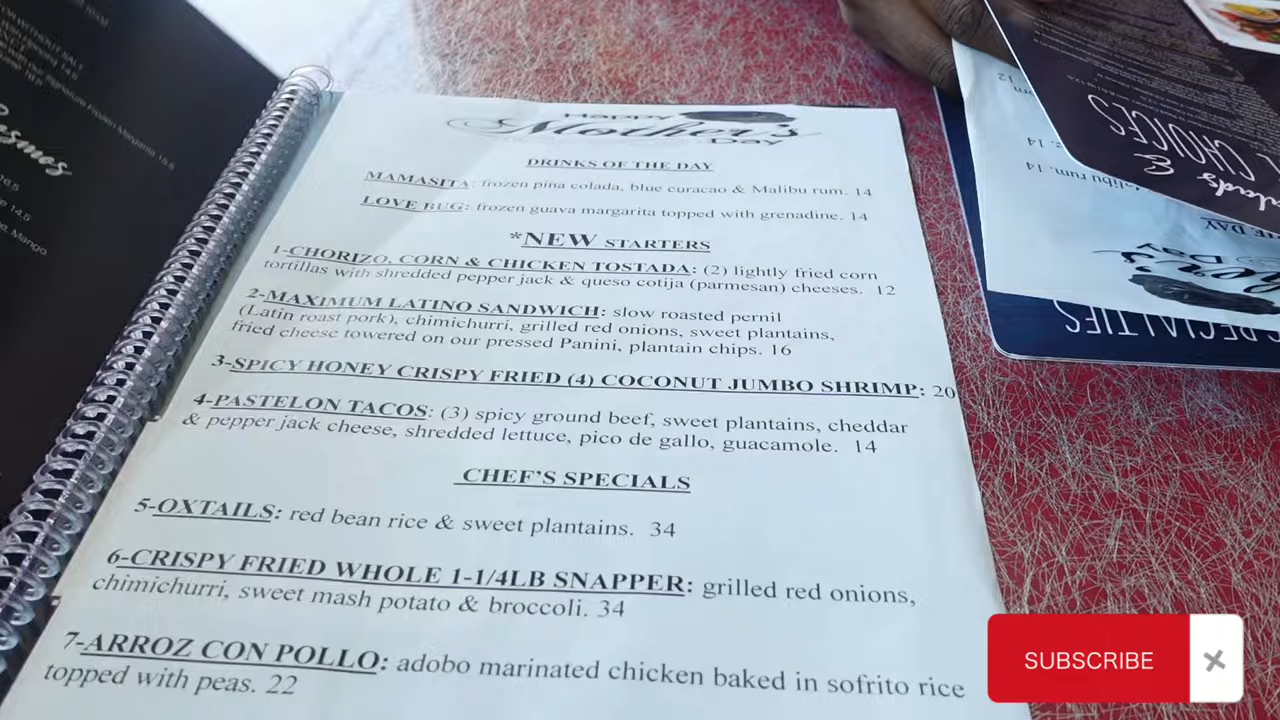 Happy
Mother's
Day
DRINKS OF THE DAY
MAMASITA: frozen pina colada, blue curacao & Malibu rum. 14
LOVE BUG: frozen guava margarita topped with grenadine. 14
*NEW STARTERS
1-CHORIZO, CORN & CHICKEN TOSTADA: (2) lightly fried corn
tortillas with shredded pepper jack & queso cotija (parmesan) cheeses. 12
2-MAXIMUM LATINO SANDWICH: slow roasted pernil
(Latin roast pork), chimichurri, grilled red onions, sweet plantains,
fried cheese towered on our pressed Panini, plantain chips. 16
3-SPICY HONEY CRISPY FRIED (4) COCONUT JUMBO SHRIMP: 20
4-PASTELON TACOS: (3) spicy ground beef, sweet plantains, cheddar
& pepper jack cheese, shredded lettuce, pico de gallo, guacamole. 14
CHEF'S SPECIALS
5-OXTAILS: red bean rice & sweet plantains. 34
6-CRISPY FRIED WHOLE 1-1/4LB SNAPPER: grilled red onions,
chimichurri, sweet mash potato & broccoli. 34
7-ARROZ CON POLLO: adobo marinated chicken baked in sofrito rice
topped with peas. 22
CHOICES
rum. 14
Day
SPECIALTIES
SUBSCRIBE